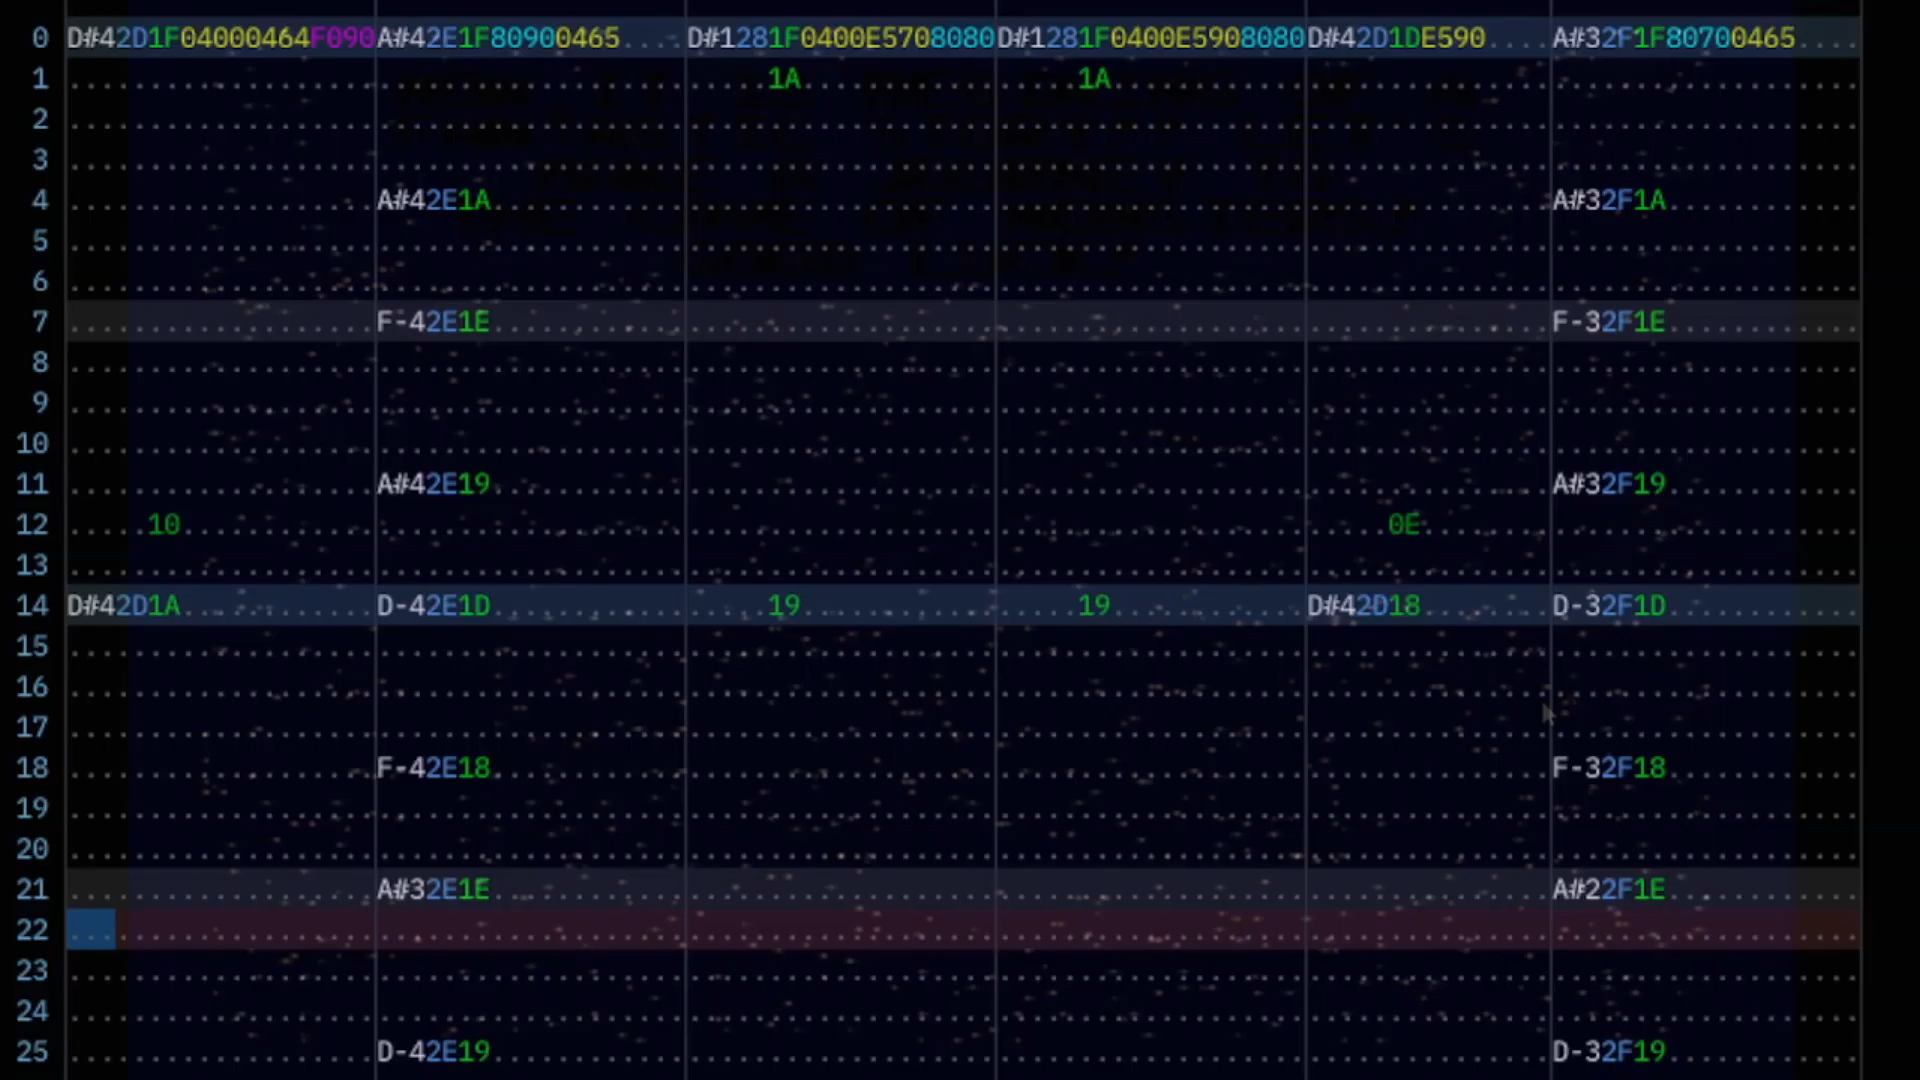 0 D#42D1F04000464F090 A#42E1F80900465.... D#1281F0400E5708080 D#1281F0400E5908080 D#42D1DE590.... A#32F1F80700465....
1 1A 1A
2
3
4 A#42E1A A#32F1A
5
6
7 F-42E1E F-32F1E
8
9
10
11 A#42E19 A#32F19
12 10 0E
13
14 D#42D1A D-42E1D 19 19 D#42D18 D-32F1D
15
16
17
18 F-42E18 F-32F18
19
20
21 A#32E1E A#22F1E
22
23
24
25 D-42E19 D-32F19